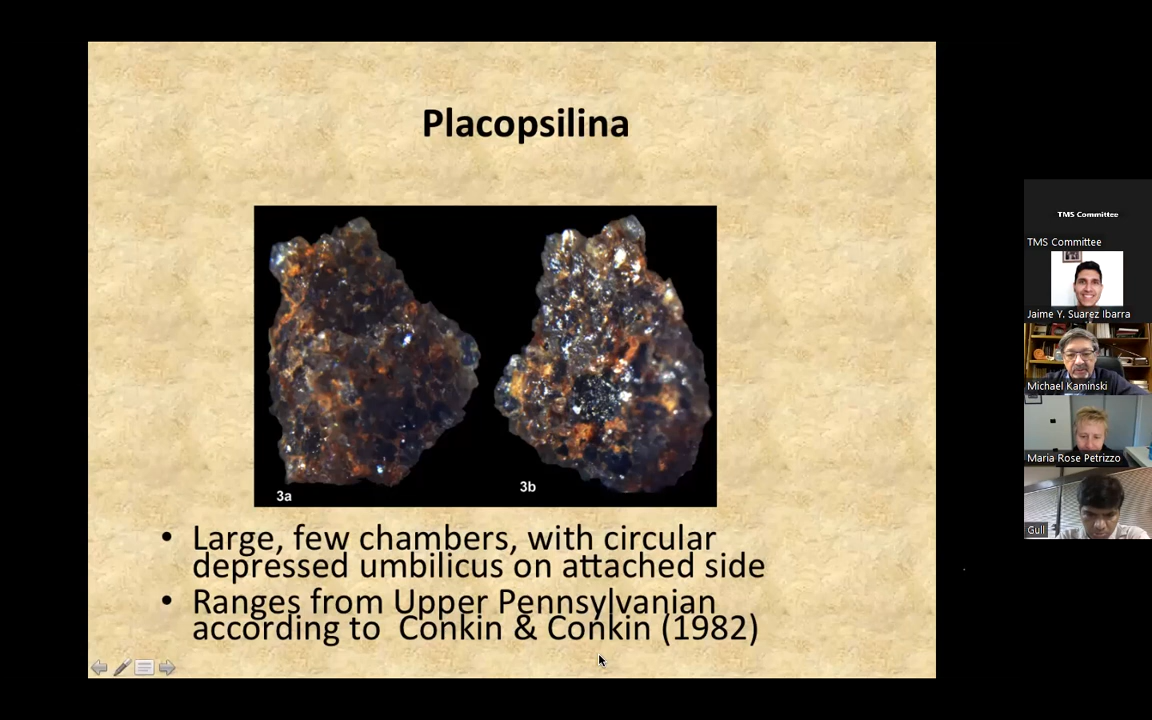 Placopsilina
3a
3b
• Large, few chambers, with circular
depressed umbilicus on attached side
• Ranges from Upper Pennsylvanian
according to  Conkin & Conkin (1982)
TMS Committee
TMS Committee
Jaime Y. Suarez Ibarra
Michael Kaminski
Maria Rose Petrizzo
Gull